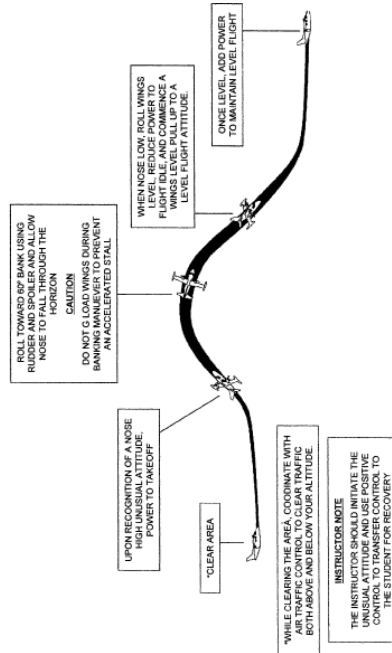 *CLEAR AREA
UPON RECOGNITION OF A NOSE
HIGH UNUSUAL ATTITUDE,
POWER TO TAKEOFF
ROLL TOWARD 60° BANK USING
RUDDER AND SPOILER AND ALLOW
NOSE TO FALL THROUGH THE
HORIZON
CAUTION
DO NOT G LOAD WINGS DURING
BANKING MANUEVER TO PREVENT
AN ACCELERATED STALL
WHEN NOSE LOW, ROLL WINGS
LEVEL, REDUCE POWER TO
FLIGHT IDLE, AND COMMENCE A
WINGS LEVEL PULL UP TO A
LEVEL FLIGHT ATTITUDE.
ONCE LEVEL, ADD POWER
TO MAINTAIN LEVEL FLIGHT
*WHILE CLEARING THE AREA, COODINATE WITH
AIR TRAFFIC CONTROL TO CLEAR TRAFFIC
BOTH ABOVE AND BELOW YOUR ALTITUDE.
INSTRUCTOR NOTE
THE INSTRUCTOR SHOULD INITIATE THE
UNUSUAL ATTITUDE AND USE POSITIVE
CONTROL TO TRANSFER CONTROL TO
THE STUDENT FOR RECOVERY